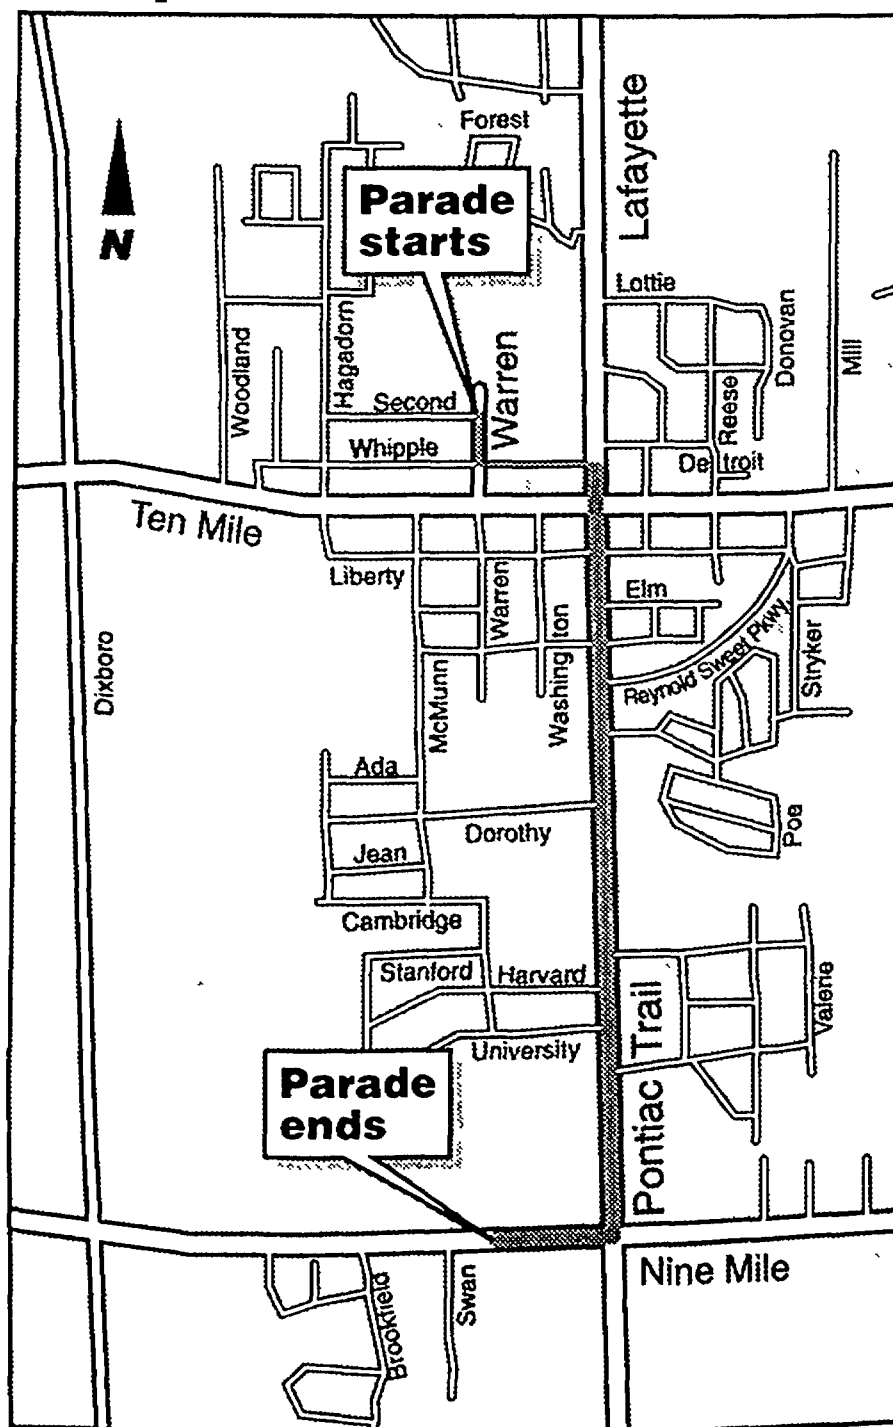 Forest
Lafayette
Parade
starts
N
Lottie
Donovan
Mill
Hagadorn
Woodland
Warren
Second
Reese
Whipple
Detroit
Ten Mile
Liberty
Warren
Elm
Reynold Sweet Pkwy.
Stryker
Dixboro
McMunn
Washington
Ada
Dorothy
Poe
Jean
Cambridge
Stanford
Harvard
Valerie
University
Pontiac Trail
Parade
ends
Nine Mile
Brookfield
Swan